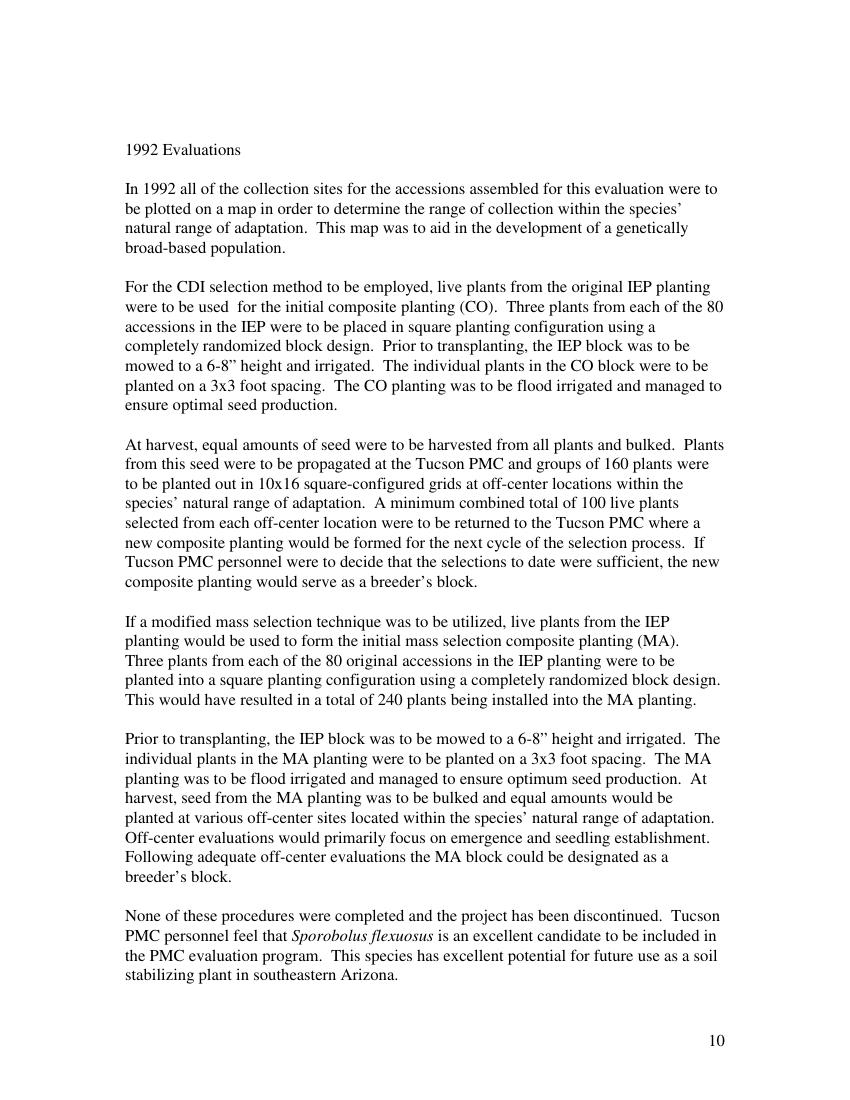 1992 Evaluations
In 1992 all of the collection sites for the accessions assembled for this evaluation were to
be plotted on a map in order to determine the range of collection within the species’
natural range of adaptation.  This map was to aid in the development of a genetically
broad-based population.
For the CDI selection method to be employed, live plants from the original IEP planting
were to be used  for the initial composite planting (CO).  Three plants from each of the 80
accessions in the IEP were to be placed in square planting configuration using a
completely randomized block design.  Prior to transplanting, the IEP block was to be
mowed to a 6-8” height and irrigated.  The individual plants in the CO block were to be
planted on a 3x3 foot spacing.  The CO planting was to be flood irrigated and managed to
ensure optimal seed production.
At harvest, equal amounts of seed were to be harvested from all plants and bulked.  Plants
from this seed were to be propagated at the Tucson PMC and groups of 160 plants were
to be planted out in 10x16 square-configured grids at off-center locations within the
species’ natural range of adaptation.  A minimum combined total of 100 live plants
selected from each off-center location were to be returned to the Tucson PMC where a
new composite planting would be formed for the next cycle of the selection process.  If
Tucson PMC personnel were to decide that the selections to date were sufficient, the new
composite planting would serve as a breeder’s block.
If a modified mass selection technique was to be utilized, live plants from the IEP
planting would be used to form the initial mass selection composite planting (MA).
Three plants from each of the 80 original accessions in the IEP planting were to be
planted into a square planting configuration using a completely randomized block design.
This would have resulted in a total of 240 plants being installed into the MA planting.
Prior to transplanting, the IEP block was to be mowed to a 6-8” height and irrigated.  The
individual plants in the MA planting were to be planted on a 3x3 foot spacing.  The MA
planting was to be flood irrigated and managed to ensure optimum seed production.  At
harvest, seed from the MA planting was to be bulked and equal amounts would be
planted at various off-center sites located within the species’ natural range of adaptation.
Off-center evaluations would primarily focus on emergence and seedling establishment.
Following adequate off-center evaluations the MA block could be designated as a
breeder’s block.
None of these procedures were completed and the project has been discontinued.  Tucson
PMC personnel feel that Sporobolus flexuosus is an excellent candidate to be included in
the PMC evaluation program.  This species has excellent potential for future use as a soil
stabilizing plant in southeastern Arizona.
10